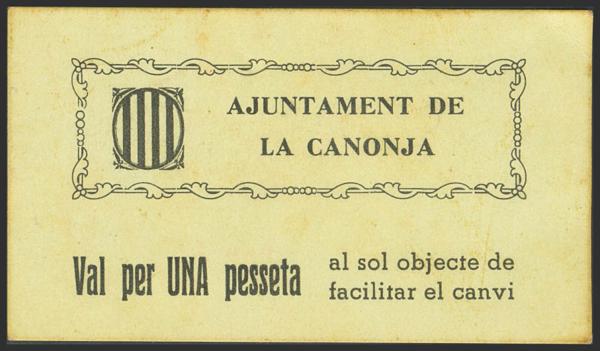 AJUNTAMENT DE
LA CANONJA
Val per UNA pesseta
al sol objecte de
facilitar el canvi